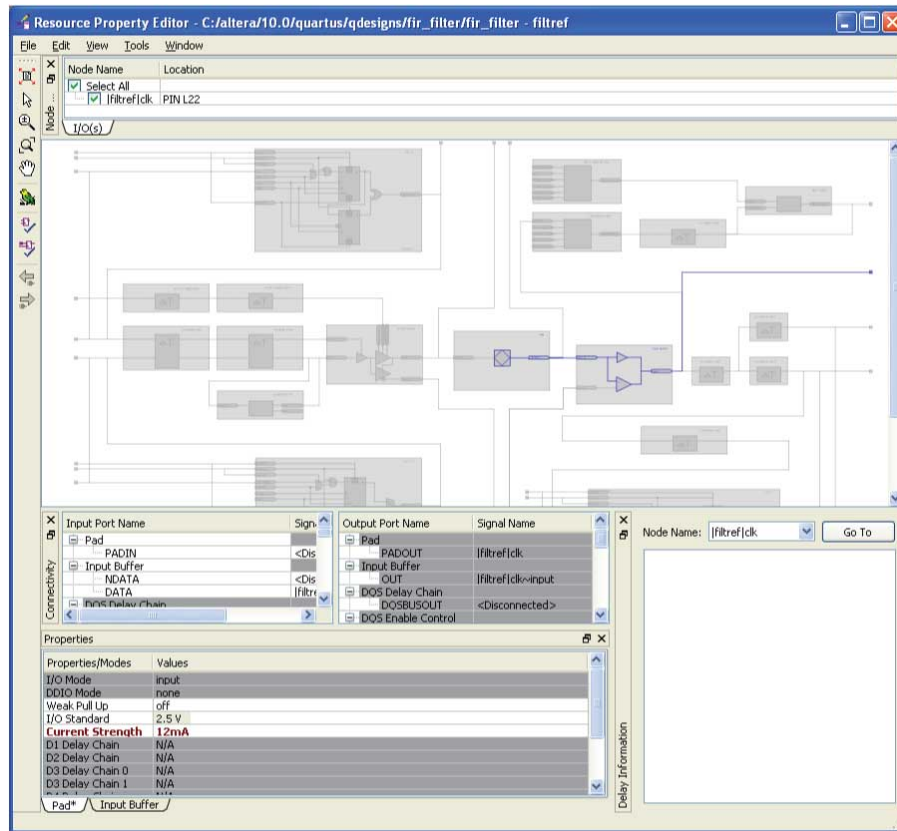 Resource Property Editor - C:/altera/10.0/quartus/qdesigns/fir_filter/fir_filter - filtref
File Edit View Tools Window
Node ...
Node Name Location
Select All
|filtref|clk PIN L22
I/O(s)
Connectivity
Input Port Name Sign
Pad
PADIN <Dis
Input Buffer
NDATA <Dis
DATA |filtre
DQS Delay Chain
Output Port Name Signal Name
Pad
PADOUT |filtref|clk
Input Buffer
OUT |filtref|clk~input
DQS Delay Chain
DQSBUSOUT <Disconnected>
DQS Enable Control
Properties
Properties/Modes Values
I/O Mode input
DDIO Mode none
Weak Pull Up off
I/O Standard 2.5 V
Current Strength 12mA
D1 Delay Chain N/A
D2 Delay Chain N/A
D3 Delay Chain 0 N/A
D3 Delay Chain 1 N/A
Pad* Input Buffer
Delay Information
Node Name: |filtref|clk Go To